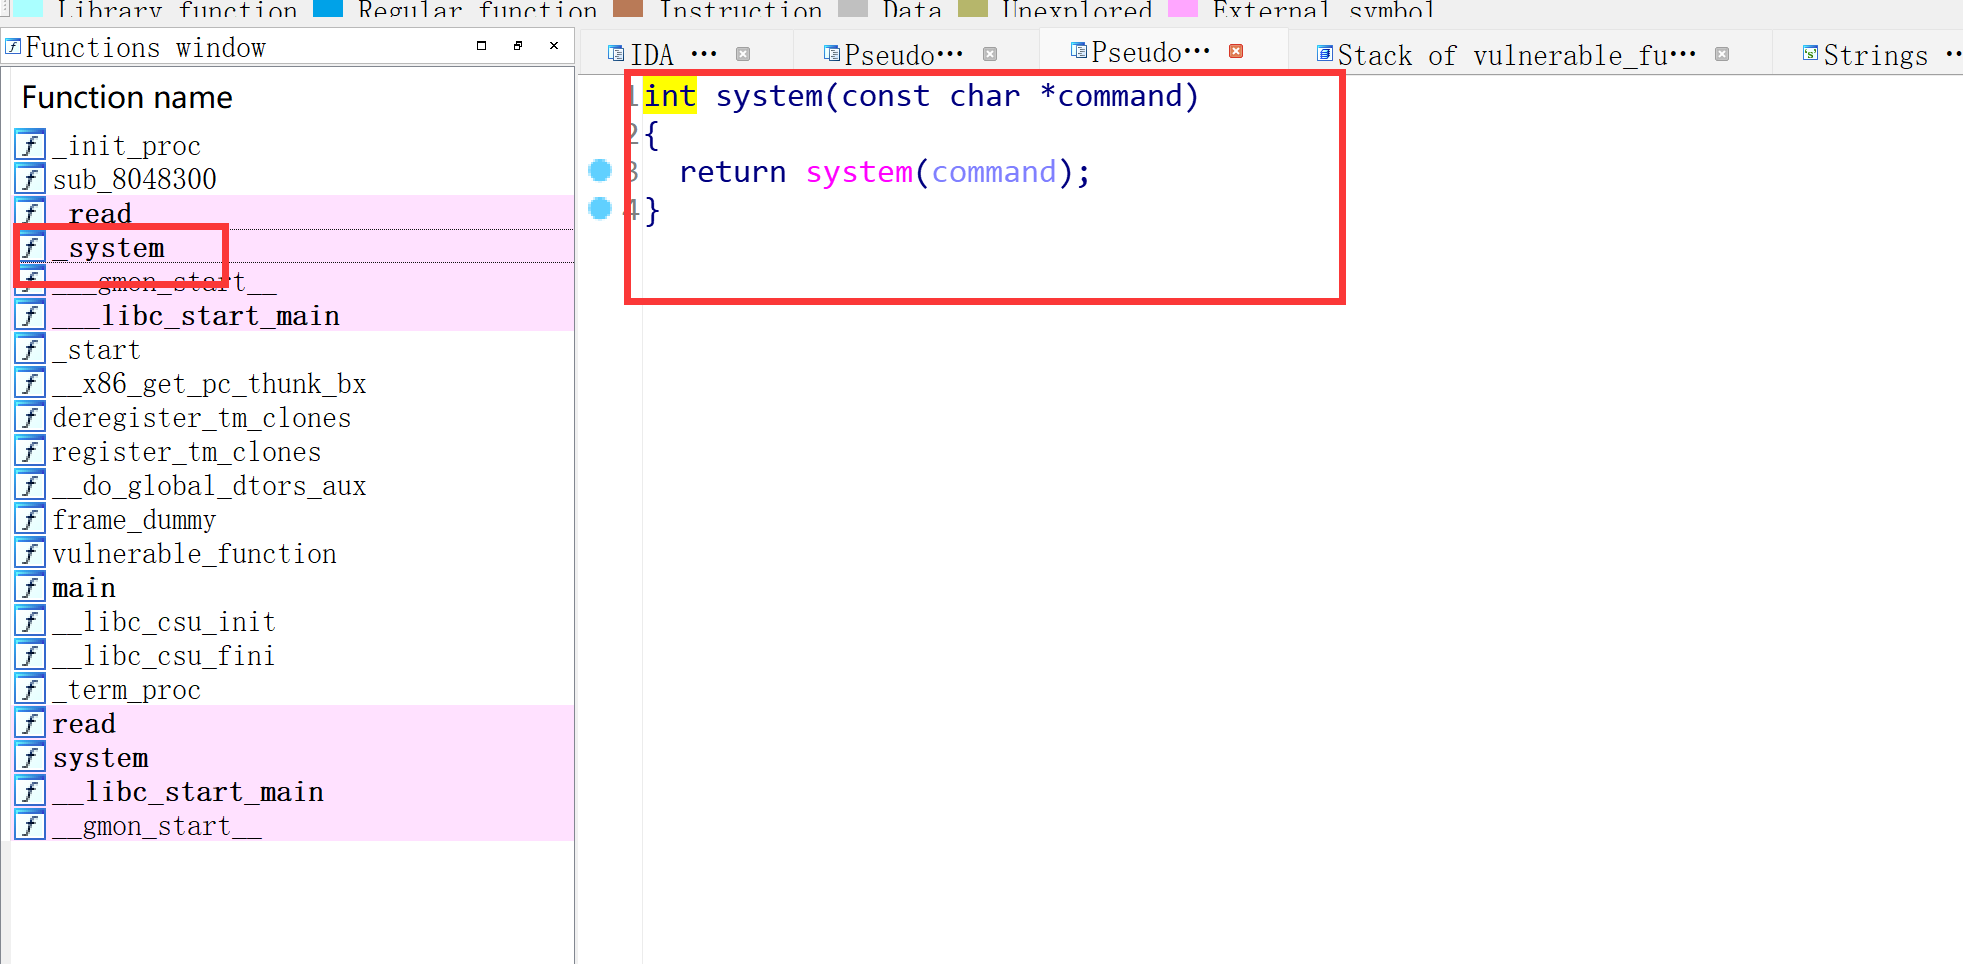 Library function Regular function Instruction Data Unexplored External symbol
Functions window
IDA ··· Pseudo··· Pseudo··· Stack of vulnerable_fu··· Strings
Function name
_init_proc
sub_8048300
_read
_system
___gmon_start__
___libc_start_main
_start
__x86_get_pc_thunk_bx
deregister_tm_clones
register_tm_clones
__do_global_dtors_aux
frame_dummy
vulnerable_function
main
__libc_csu_init
__libc_csu_fini
_term_proc
read
system
__libc_start_main
__gmon_start__
1 int system(const char *command)
2 {
3 return system(command);
4 }